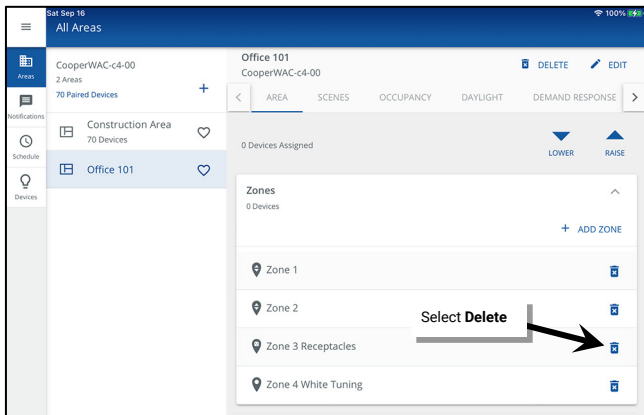 Sat Sep 16
100%
All Areas
Areas
Notifications
Schedule
Devices
CooperWAC-c4-00
2 Areas
70 Paired Devices
+
Construction Area
70 Devices
Office 101
Office 101
CooperWAC-c4-00
DELETE
EDIT
< AREA SCENES OCCUPANCY DAYLIGHT DEMAND RESPONSE >
0 Devices Assigned
LOWER
RAISE
Zones
0 Devices
+ ADD ZONE
Zone 1
Zone 2
Select Delete
Zone 3 Receptacles
Zone 4 White Tuning